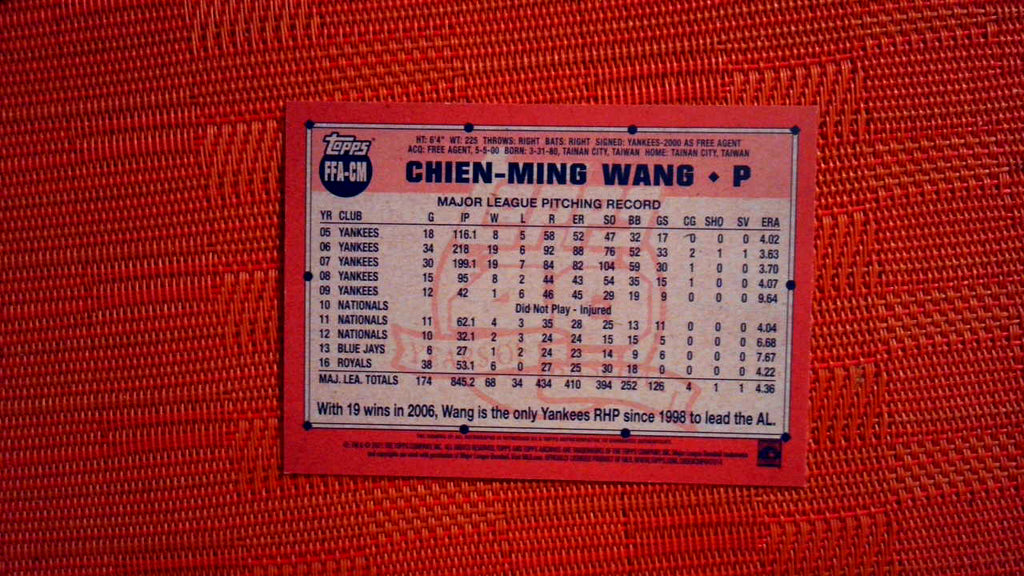 Topps
FFA-CM
HT: 6'4" WT: 225 THROWS: RIGHT BATS: RIGHT SIGNED: YANKEES-2000 AS FREE AGENT
ACQ: FREE AGENT, 5-5-00 BORN: 3-31-80, TAINAN CITY, TAIWAN HOME: TAINAN CITY, TAIWAN
CHIEN-MING WANG • P
MAJOR LEAGUE PITCHING RECORD
YR CLUB G IP W L R ER SO BB GS CG SHO SV ERA
05 YANKEES 18 116.1 8 5 58 52 47 32 17 0 0 0 4.02
06 YANKEES 34 218 19 6 92 88 76 52 33 2 1 1 3.63
07 YANKEES 30 199.1 19 7 84 82 104 59 30 1 0 0 3.70
08 YANKEES 15 95 8 2 44 43 54 35 15 1 0 0 4.07
09 YANKEES 12 42 1 6 46 45 29 19 9 0 0 0 9.64
10 NATIONALS Did Not Play - Injured
11 NATIONALS 11 62.1 4 3 35 28 25 13 11 0 0 0 4.04
12 NATIONALS 10 32.1 2 3 24 24 15 15 5 0 0 0 6.68
13 BLUE JAYS 6 27 1 2 24 23 14 9 6 0 0 0 7.67
16 ROYALS 38 53.1 6 0 27 25 30 18 0 0 0 0 4.22
MAJ. LEA. TOTALS 174 845.2 68 34 434 410 394 252 126 4 1 1 4.36
With 19 wins in 2006, Wang is the only Yankees RHP since 1998 to lead the AL.